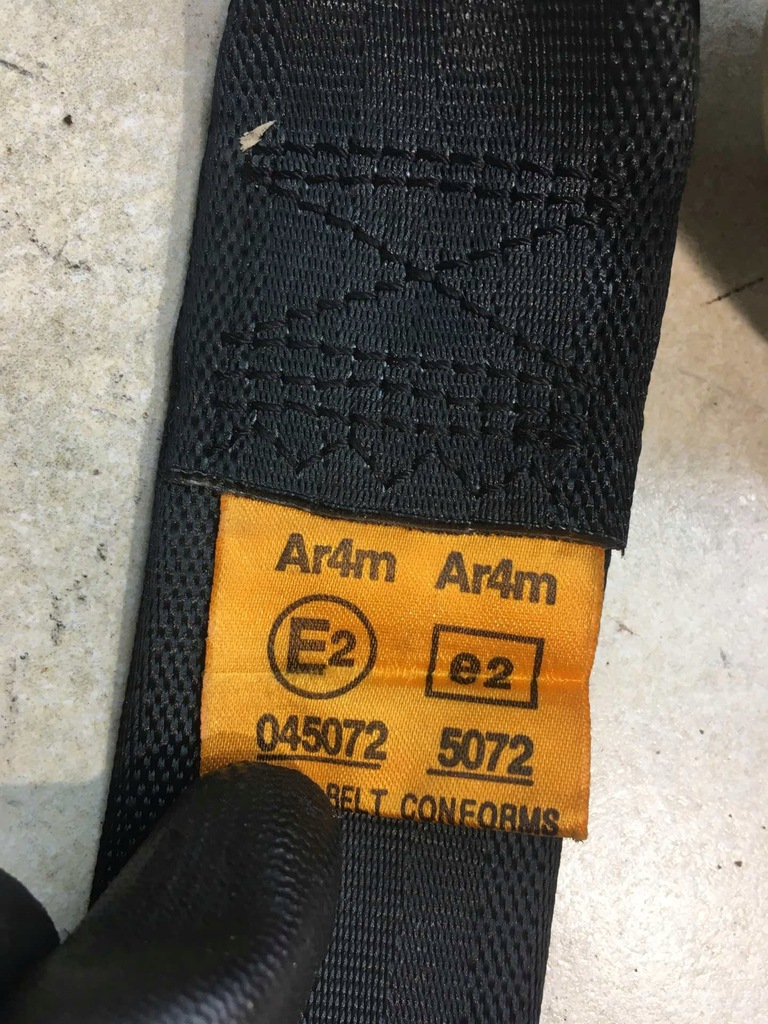 Ar4m Ar4m
E2 e2
045072 5072
BELT CONFORMS